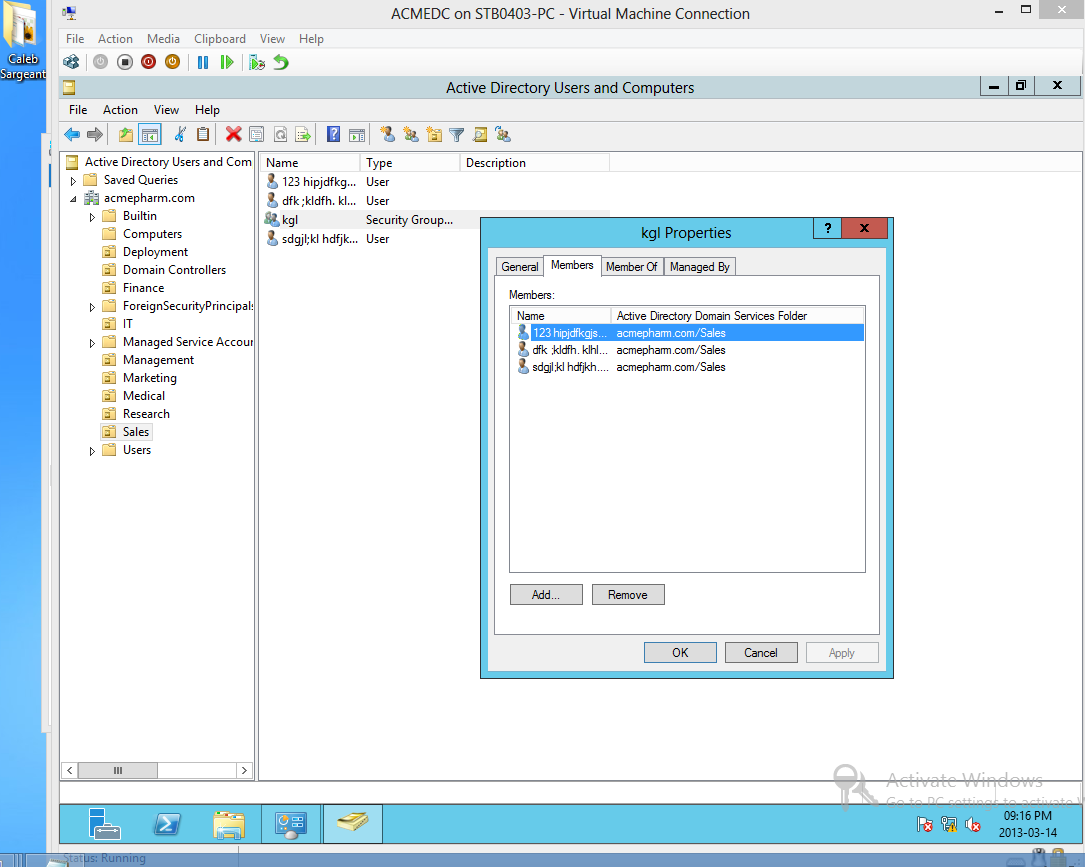 ACMEDC on STB0403-PC - Virtual Machine Connection
File Action Media Clipboard View Help
Caleb
Sargeant
Active Directory Users and Computers
File Action View Help
Active Directory Users and Com
Saved Queries
acmepharm.com
Builtin
Computers
Deployment
Domain Controllers
Finance
ForeignSecurityPrincipals
IT
Managed Service Accour
Management
Marketing
Medical
Research
Sales
Users
Name Type Description
123 hipjdfkg... User
dfk ;kldfh. kl... User
kgl Security Group...
sdgjl;kl hdfjk... User
kgl Properties
? X
General Members Member Of Managed By
Members:
Name Active Directory Domain Services Folder
123 hipjdfkgjs... acmepharm.com/Sales
dfk ;kldfh. klhl... acmepharm.com/Sales
sdgjl;kl hdfjkh.... acmepharm.com/Sales
Add... Remove
OK Cancel Apply
Activate Windows
Go to PC settings to activate W
09:16 PM
2013-03-14
Status: Running